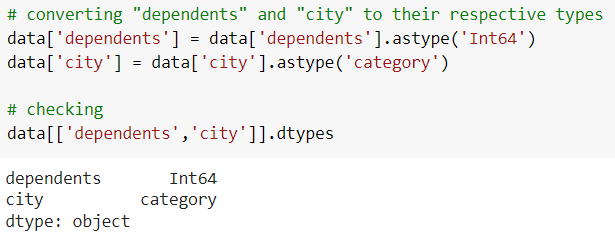 # converting "dependents" and "city" to their respective types
data['dependents'] = data['dependents'].astype('Int64')
data['city'] = data['city'].astype('category')
# checking
data[['dependents','city']].dtypes
dependents Int64
city category
dtype: object